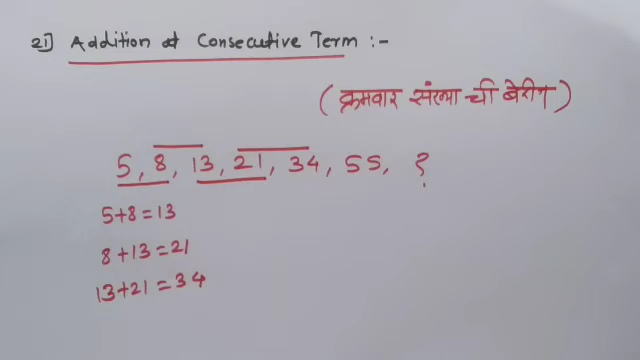 21] Addition of Consecutive Term :-
(क्रमवार संख्या ची बेरीज)
5, 8, 13, 21, 34, 55, ?
5+8=13
8+13=21
13+21=34